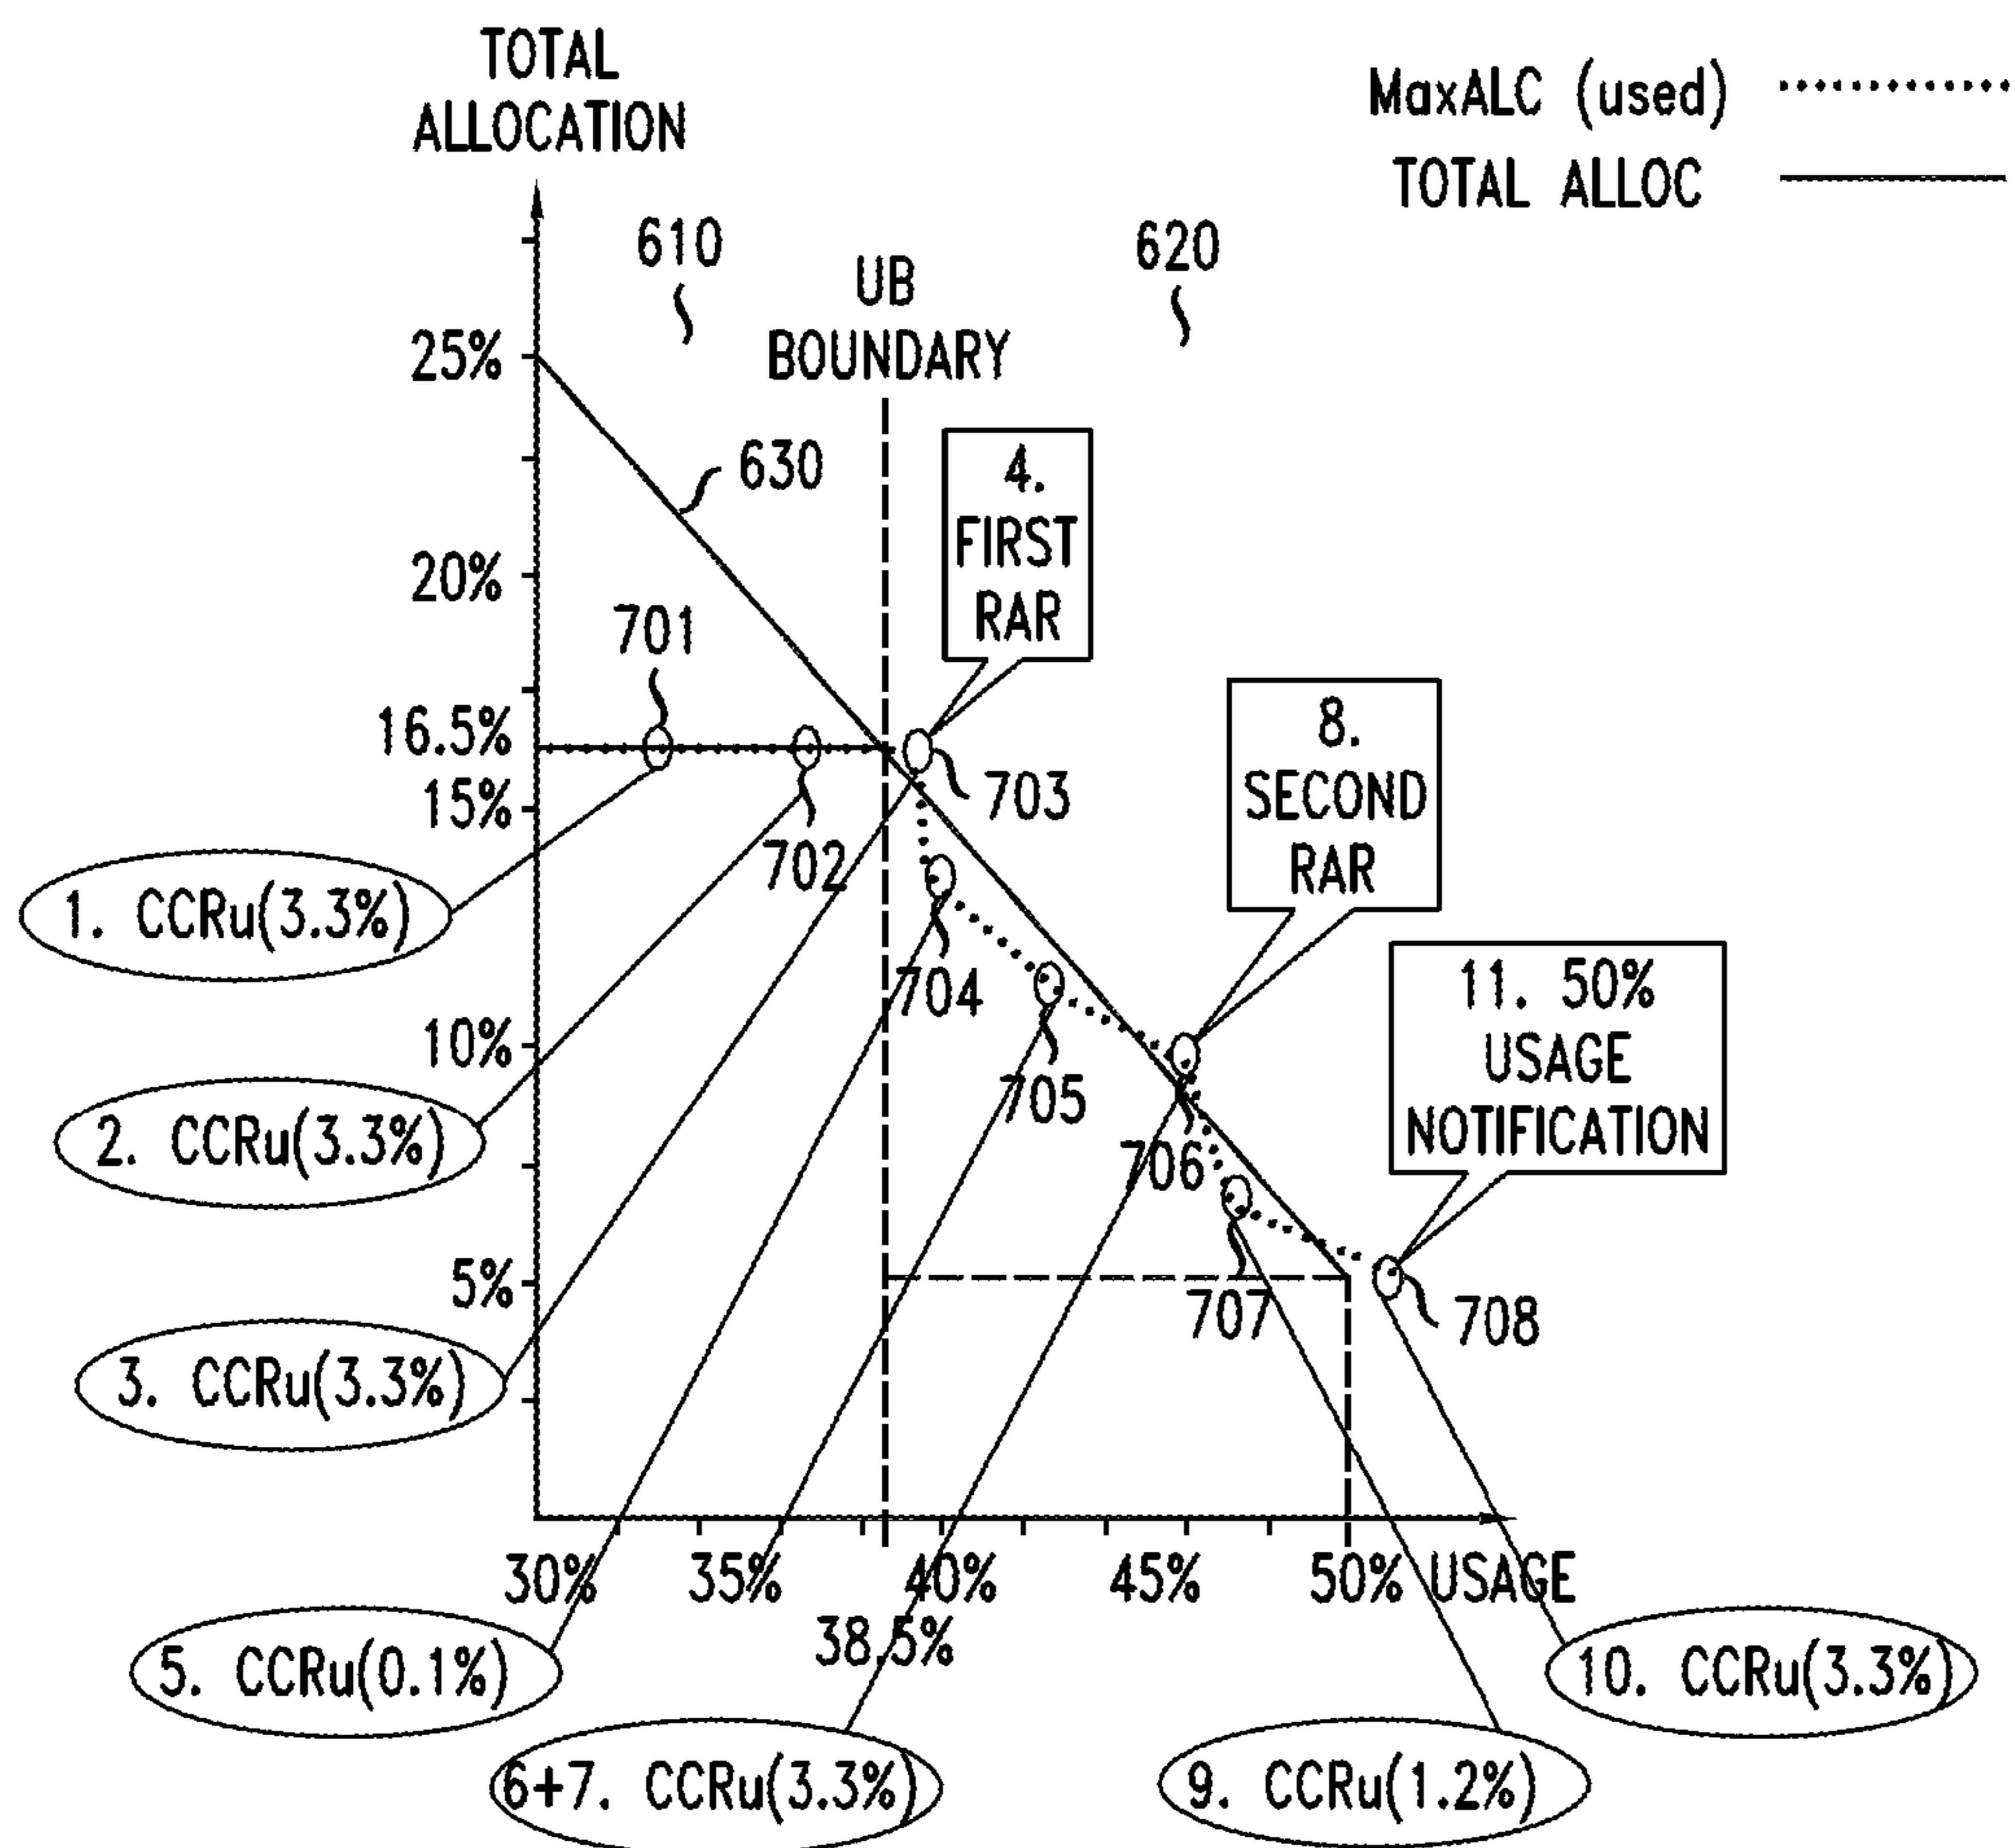 TOTAL
ALLOCATION
MaxALC (used)
TOTAL ALLOC
610
620
UB
BOUNDARY
25%
630
4.
FIRST
RAR
20%
701
8.
SECOND
RAR
16.5%
15%
703
702
1. CCRu(3.3%)
704
11. 50%
USAGE
NOTIFICATION
10%
705
2. CCRu(3.3%)
706
5%
707
708
3. CCRu(3.3%)
30%
35%
40%
45%
50%
USAGE
38.5%
5. CCRu(0.1%)
10. CCRu(3.3%)
6+7. CCRu(3.3%)
9. CCRu(1.2%)